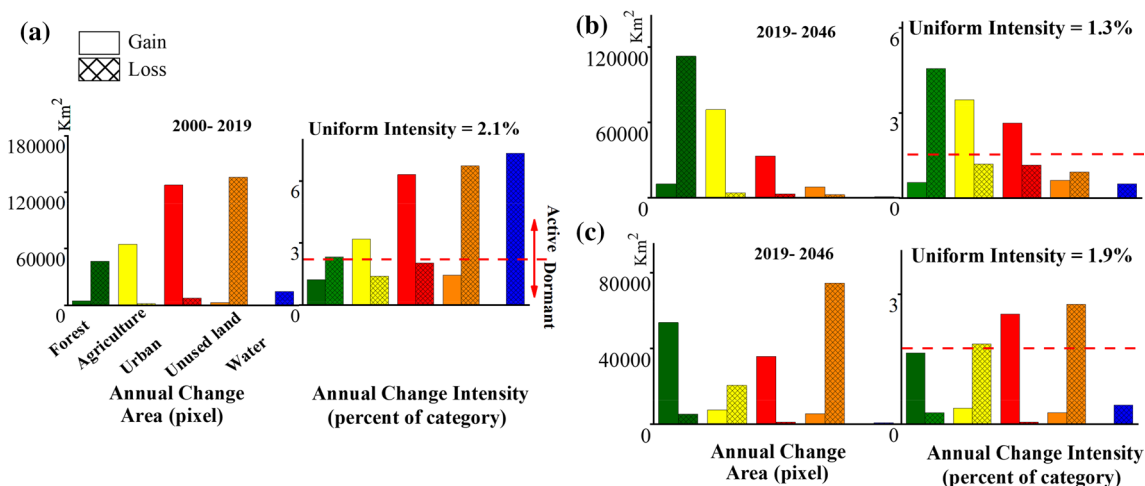 (a)
Gain
Loss
Km²
2000- 2019
Uniform Intensity = 2.1%
180000
120000
60000
0
6
3
0
Active
Dormant
Forest
Agriculture
Urban
Unused land
Water
Annual Change
Area (pixel)
Annual Change Intensity
(percent of category)
(b)
Km²
2019- 2046
Uniform Intensity = 1.3%
120000
60000
0
6
3
0
(c)
Km²
2019- 2046
Uniform Intensity = 1.9%
80000
40000
0
3
0
Annual Change
Area (pixel)
Annual Change Intensity
(percent of category)